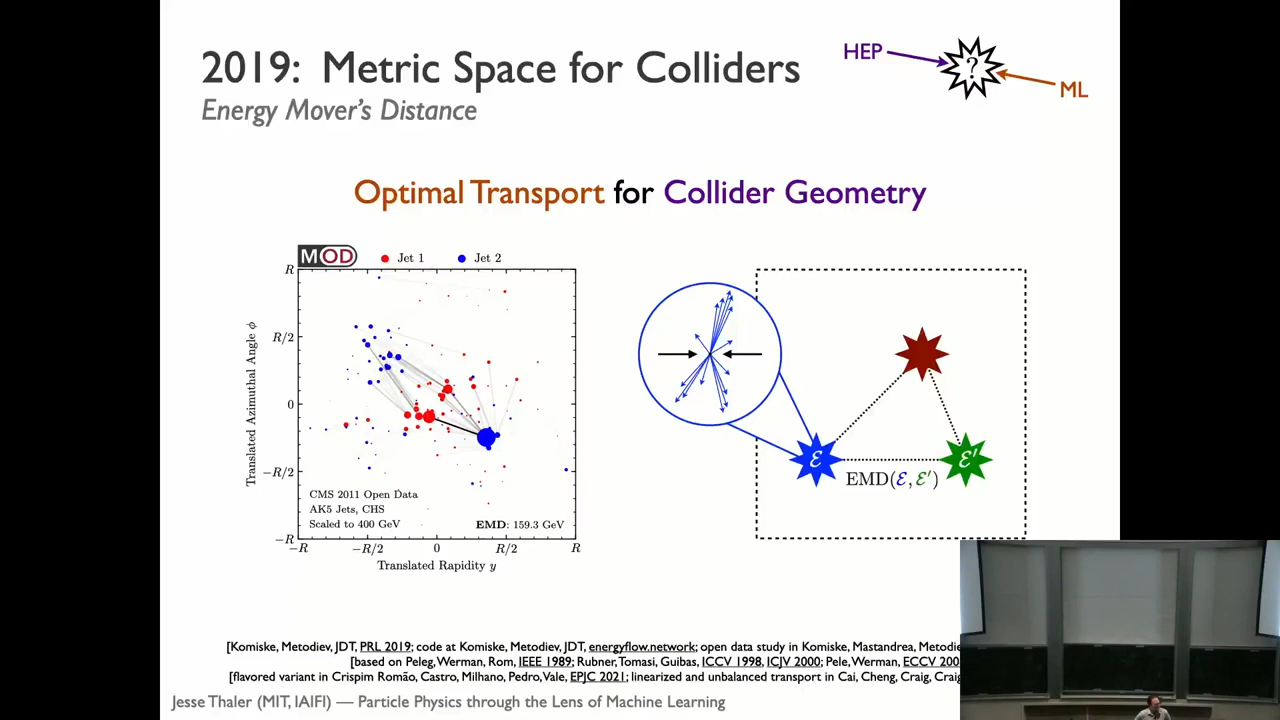 2019: Metric Space for Colliders
Energy Mover's Distance
HEP
?
ML
Optimal Transport for Collider Geometry
MOD
Jet 1
Jet 2
R
R/2
0
−R/2
−R
Translated Azimuthal Angle ϕ
CMS 2011 Open Data
AK5 Jets, CHS
Scaled to 400 GeV
EMD: 159.3 GeV
−R
−R/2
0
R/2
R
Translated Rapidity y
ℰ
ℰ′
EMD(ℰ, ℰ′)
[Komiske, Metodiev, JDT, PRL 2019; code at Komiske, Metodiev, JDT, energyflow.network; open data study in Komiske, Mastandrea,
[based on Peleg, Werman, Rom, IEEE 1989; Rubner, Tomasi, Guibas, ICCV 1998, ICJV 2000; Pele, Werman, ECCV
[flavored variant in Crispim Romão, Castro, Milhano, Pedro, Vale, EPJC 2021; linearized and unbalanced transport in Cai, Cheng, Craig, Craig
Jesse Thaler (MIT, IAIFI) — Particle Physics through the Lens of Machine Learning